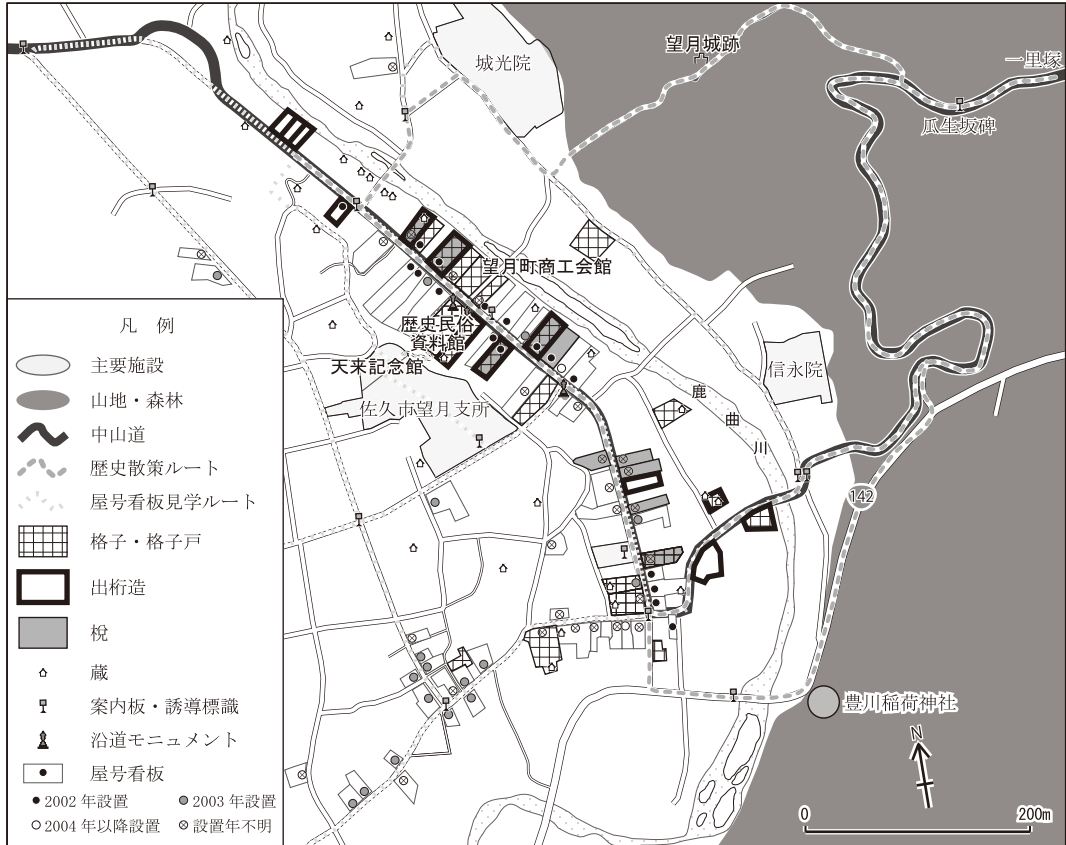 望月城跡
一里塚
城光院
瓜生坂碑
望月町商工会館
歴史民俗
資料館
天来記念館
佐久市望月支所
信永院
鹿
曲
川
142
豊川稲荷神社
N
0
200m
凡 例
主要施設
山地・森林
中山道
歴史散策ルート
屋号看板見学ルート
格子・格子戸
出桁造
梲
蔵
案内板・誘導標識
沿道モニュメント
屋号看板
2002 年設置
2003 年設置
2004 年以降設置
設置年不明